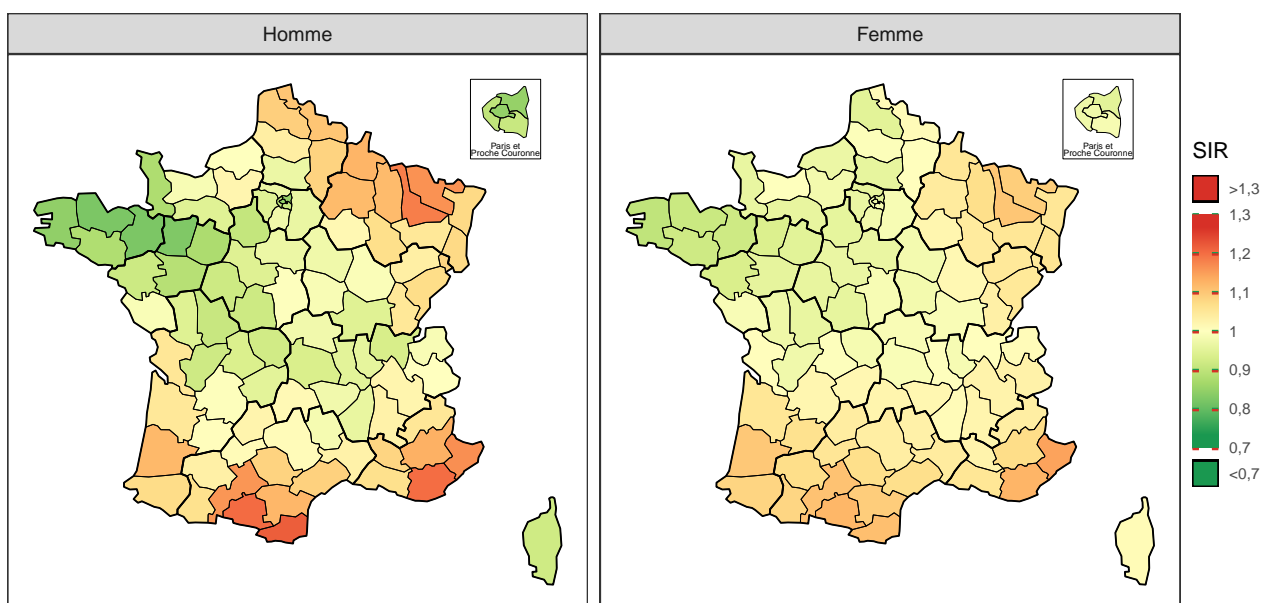 Homme
Femme
Paris et
Proche Couronne
Paris et
Proche Couronne
SIR
>1,3
1,3
1,2
1,1
1
0,9
0,8
0,7
<0,7